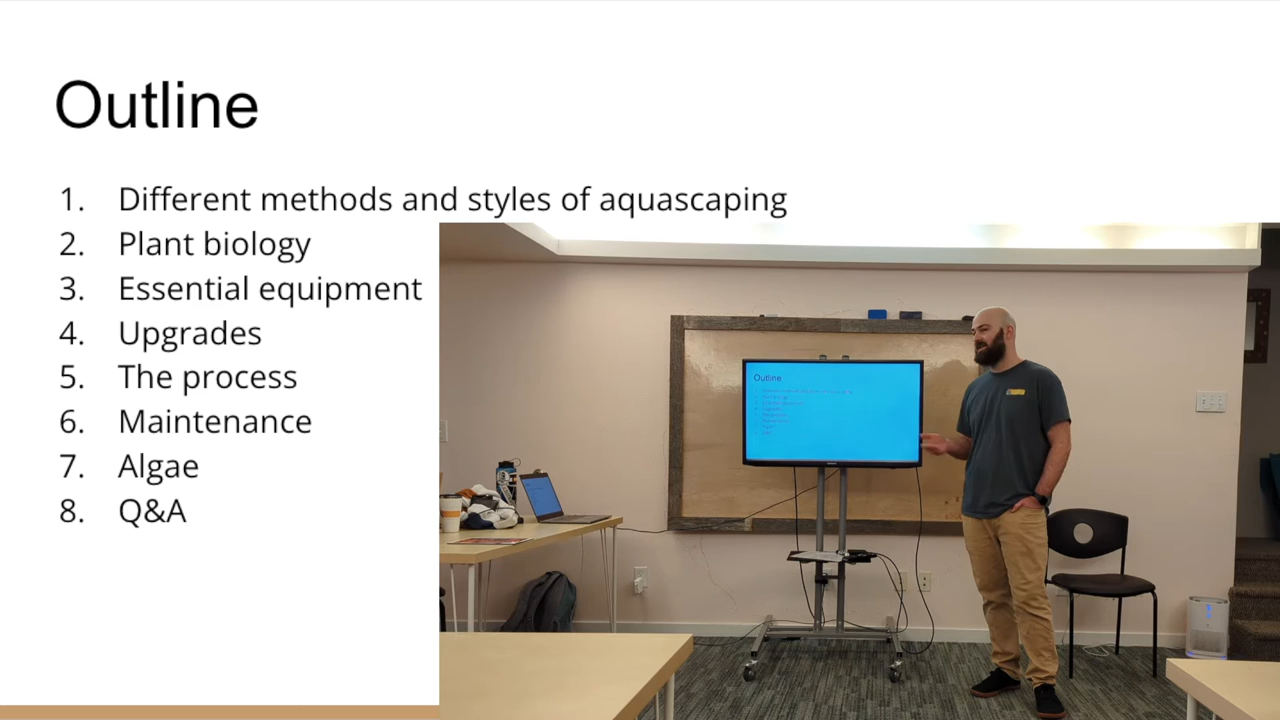 Outline
1. Different methods and styles of aquascaping
2. Plant biology
3. Essential equipment
4. Upgrades
5. The process
6. Maintenance
7. Algae
8. Q&A
Outline